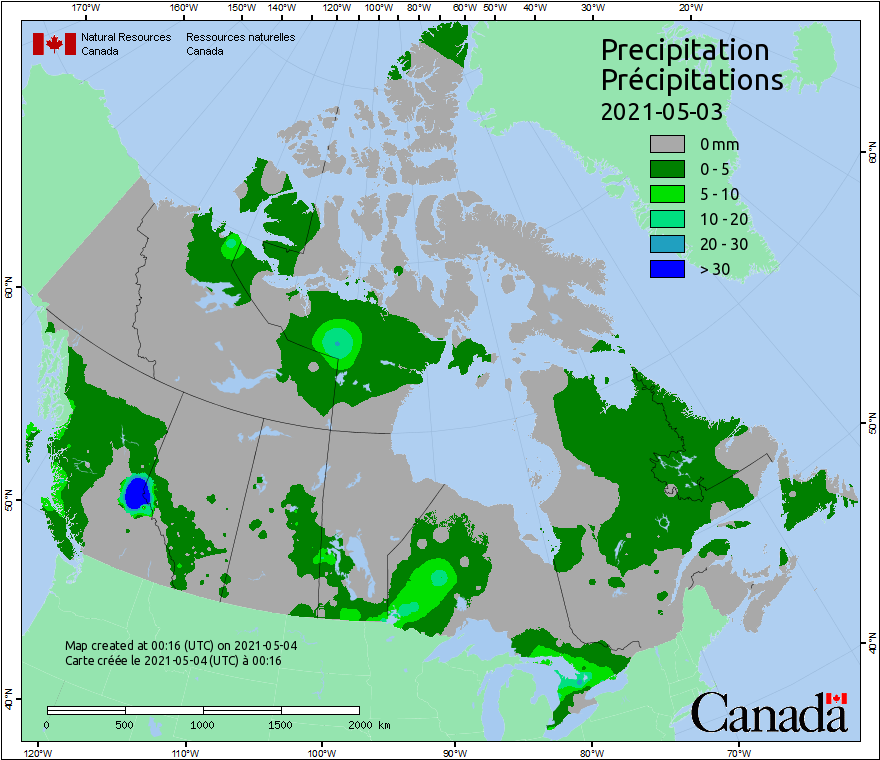 170°W 160°W 150°W 140°W 130°W 120°W 110°W 100°W 90°W 80°W 70°W 60°W 50°W 40°W 30°W 20°W
Natural Resources Canada
Ressources naturelles Canada
Precipitation
Précipitations
2021-05-03
0 mm
0 - 5
5 - 10
10 - 20
20 - 30
> 30
60°N
60°N
50°N
50°N
40°N
40°N
Map created at 00:16 (UTC) on 2021-05-04
Carte créée le 2021-05-04 (UTC) à 00:16
0 500 1000 1500 2000 km
Canada
120°W 110°W 100°W 90°W 80°W 70°W